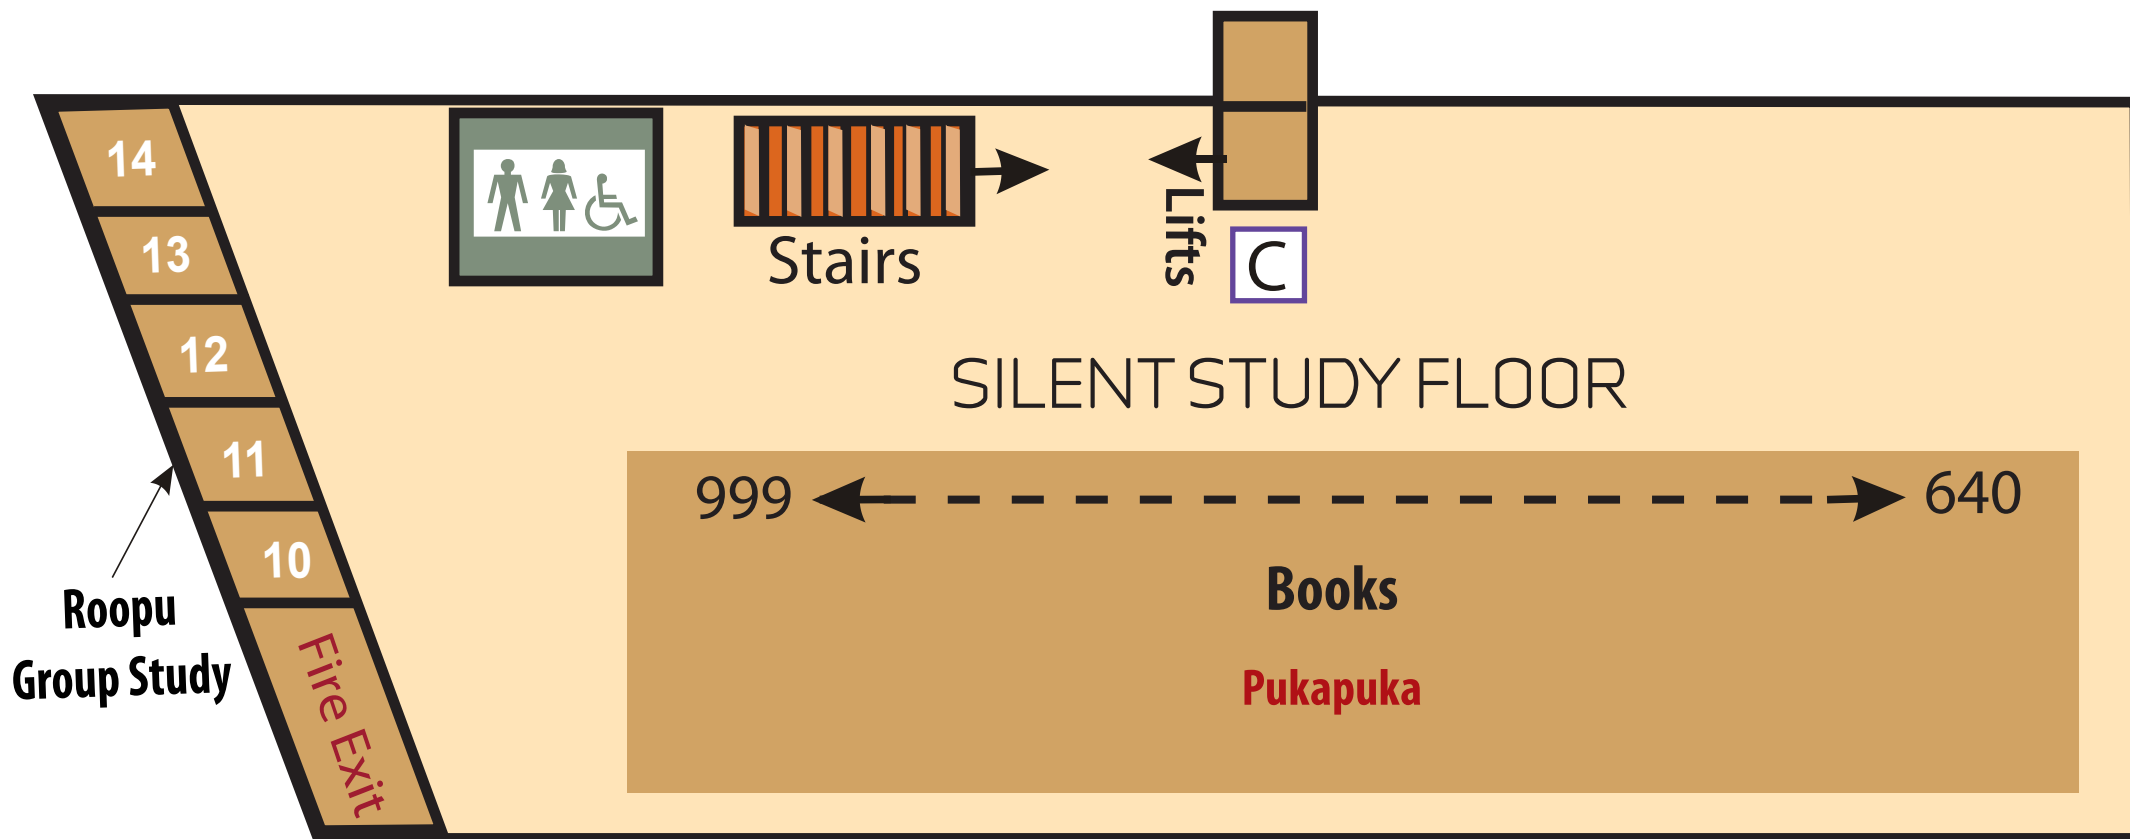 14
13
12
11
10
Fire Exit
Roopu
Group Study
Stairs
Lifts
C
SILENT STUDY FLOOR
999
640
Books
Pukapuka